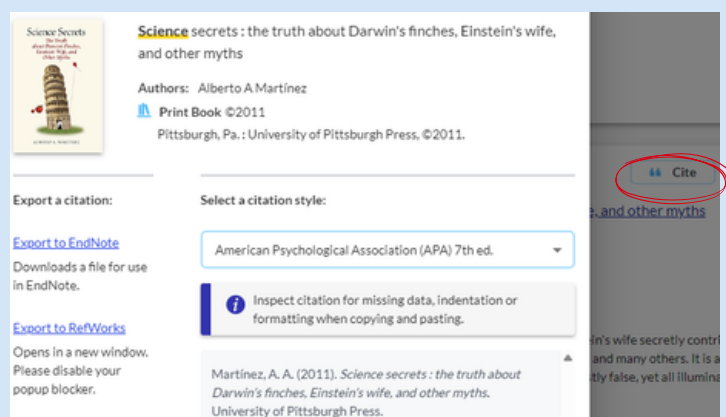 Science Secrets
The Truth
about Darwin's Finches,
Einstein's Wife, and
Other Myths
ALBERTO A. MARTÍNEZ
Science secrets : the truth about Darwin's finches, Einstein's wife,
and other myths
Authors: Alberto A Martínez
Print Book ©2011
Pittsburgh, Pa. : University of Pittsburgh Press, ©2011.
Export a citation:
Export to EndNote
Downloads a file for use
in EndNote.
Export to RefWorks
Opens in a new window.
Please disable your
popup blocker.
Select a citation style:
American Psychological Association (APA) 7th ed.
i Inspect citation for missing data, indentation or
formatting when copying and pasting.
Martínez, A. A. (2011). Science secrets : the truth about
Darwin's finches, Einstein's wife, and other myths.
University of Pittsburgh Press.
Cite
, and other myths
in's wife secretly contri
and many others. It is a
tly false, yet all illumina